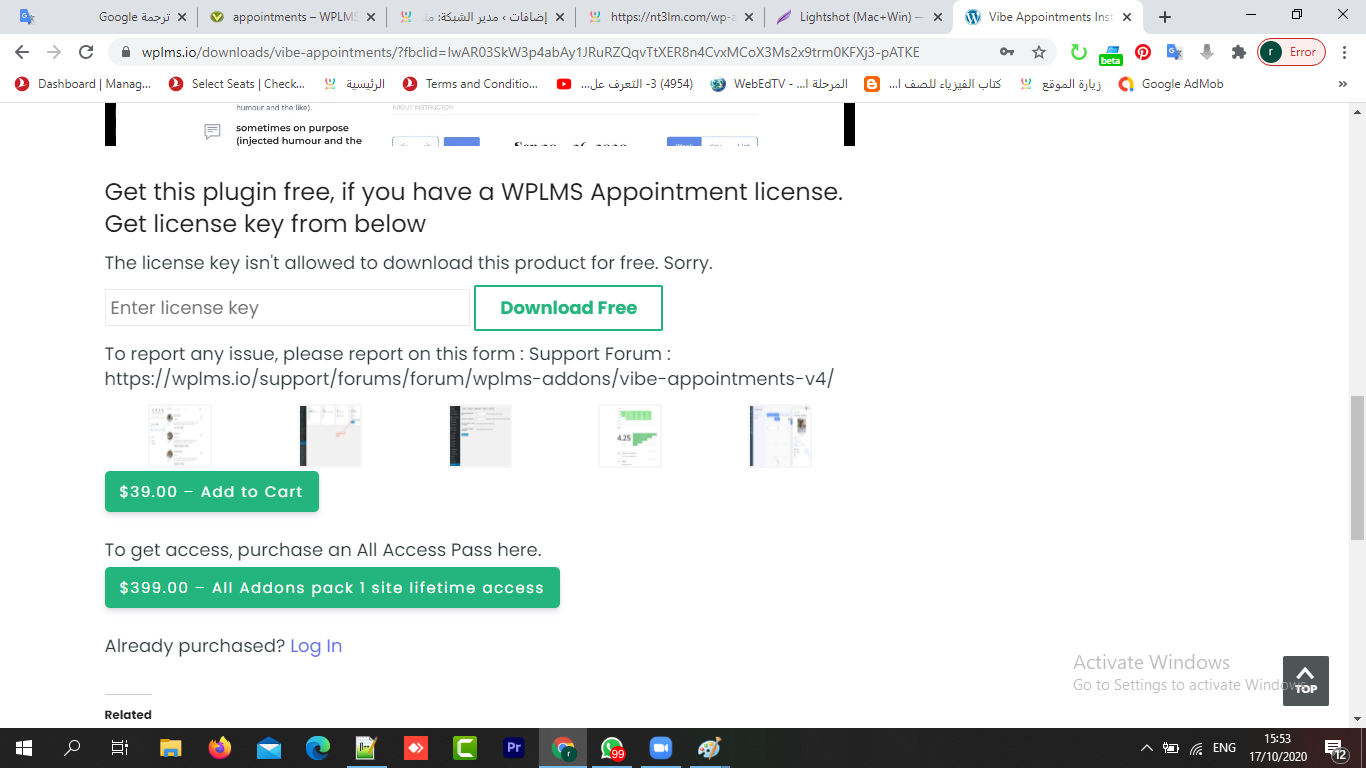 ترجمة Google
appointments – WPLMS
إضافات ‹ مدير الشبكة: مذ
https://nt3lm.com/wp-a
Lightshot (Mac+Win) —
Vibe Appointments Inst
wplms.io/downloads/vibe-appointments/?fbclid=IwAR03SkW3p4abAy1JRuRZQqvTtXER8n4CvxMCoX3Ms2x9trm0KFXj3-pATKE
beta
r
Error
Dashboard | Manag...
Select Seats | Check...
الرئيسية
Terms and Conditio...
(4954) 3- التعرف عل...
WebEdTV - المرحلة ا...
كتاب الفيزياء للصف ا...
زيارة الموقع
Google AdMob
»
humour and the like).
ABOUT INSTRUCTOR
sometimes on purpose
(injected humour and the
Get this plugin free, if you have a WPLMS Appointment license.
Get license key from below
The license key isn't allowed to download this product for free. Sorry.
Enter license key
Download Free
To report any issue, please report on this form : Support Forum :
https://wplms.io/support/forums/forum/wplms-addons/vibe-appointments-v4/
4.25
$39.00 – Add to Cart
To get access, purchase an All Access Pass here.
$399.00 – All Addons pack 1 site lifetime access
Already purchased? Log In
Activate Windows
Go to Settings to activate Windows.
TOP
Related
Pr
r
99
ENG
15:53
17/10/2020
12